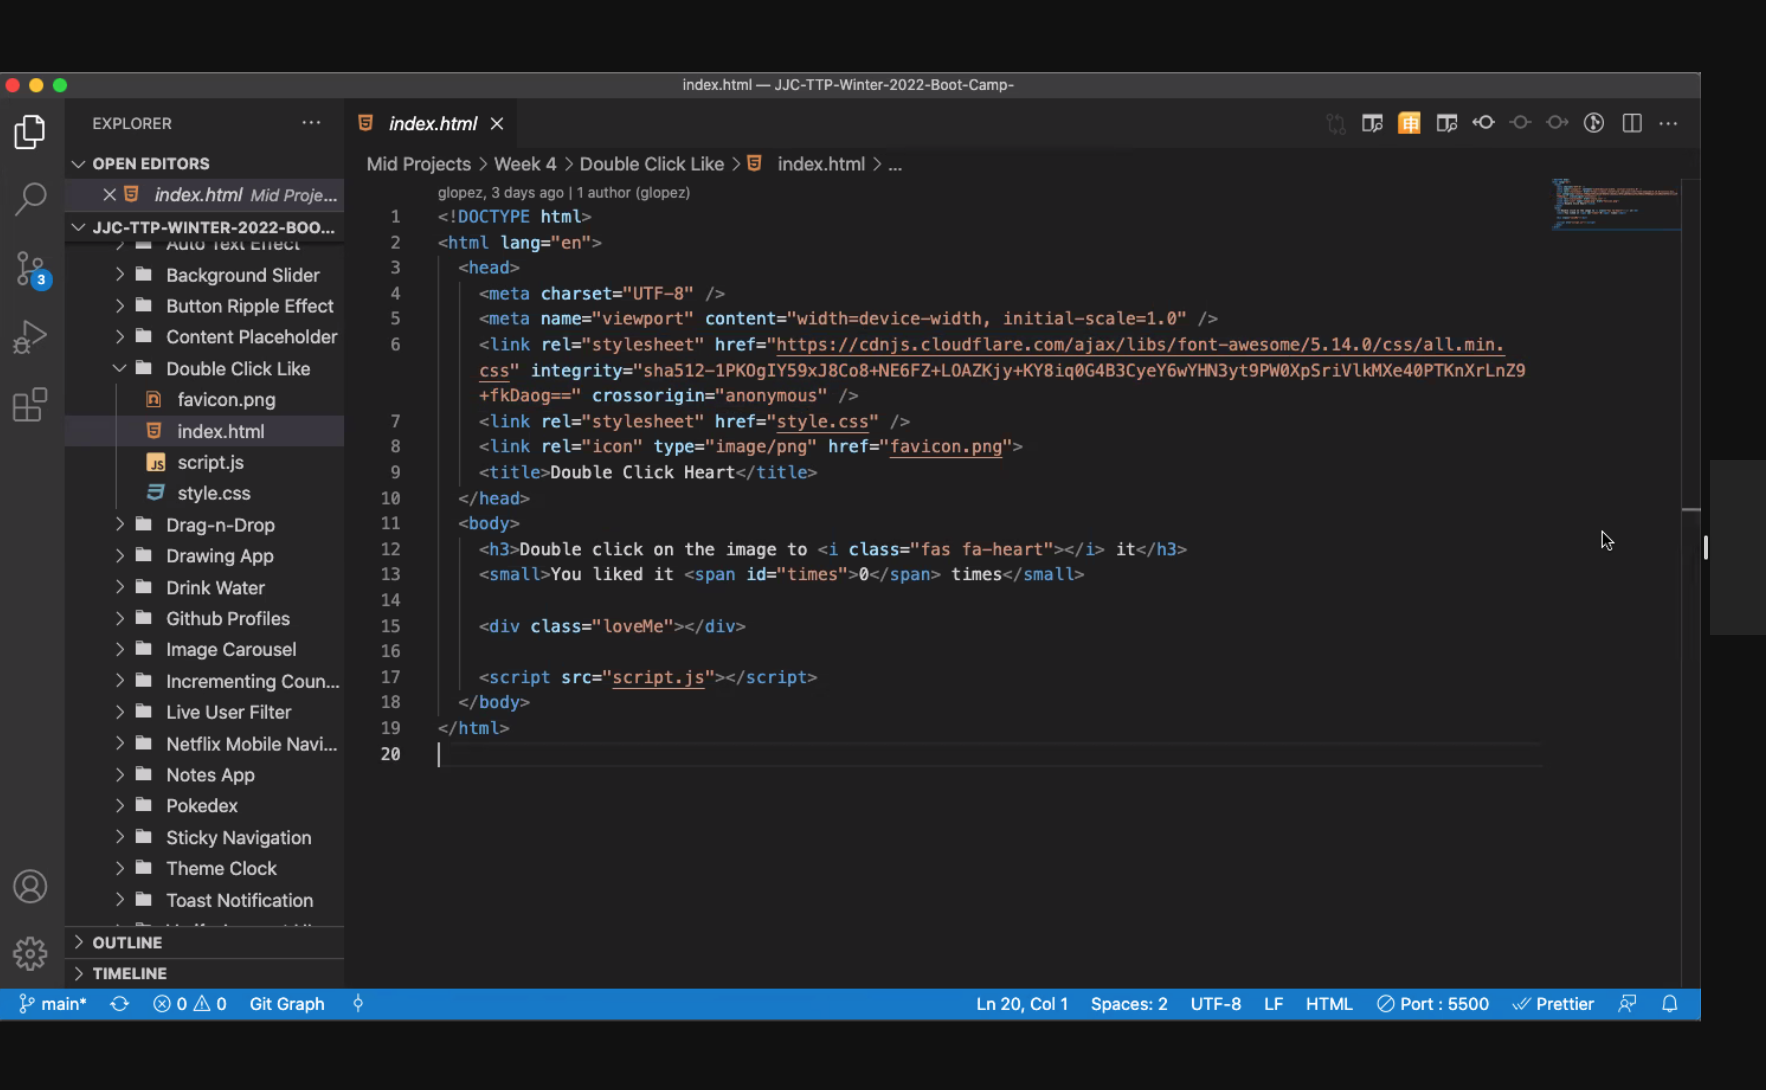 index.html — JJC-TTP-Winter-2022-Boot-Camp-
EXPLORER
OPEN EDITORS
index.html Mid Proje...
JJC-TTP-WINTER-2022-BOO...
Auto Text Effect
Background Slider
Button Ripple Effect
Content Placeholder
Double Click Like
favicon.png
index.html
script.js
style.css
Drag-n-Drop
Drawing App
Drink Water
Github Profiles
Image Carousel
Incrementing Coun...
Live User Filter
Netflix Mobile Navi...
Notes App
Pokedex
Sticky Navigation
Theme Clock
Toast Notification
OUTLINE
TIMELINE
3
index.html
Mid Projects > Week 4 > Double Click Like > index.html > ...
glopez, 3 days ago | 1 author (glopez)
1 <!DOCTYPE html>
2 <html lang="en">
3 <head>
4 <meta charset="UTF-8" />
5 <meta name="viewport" content="width=device-width, initial-scale=1.0" />
6 <link rel="stylesheet" href="https://cdnjs.cloudflare.com/ajax/libs/font-awesome/5.14.0/css/all.min.
css" integrity="sha512-1PKOgIY59xJ8Co8+NE6FZ+LOAZKjy+KY8iq0G4B3CyeY6wYHN3yt9PW0XpSriVlkMXe40PTKnXrLnZ9
+fkDaog==" crossorigin="anonymous" />
7 <link rel="stylesheet" href="style.css" />
8 <link rel="icon" type="image/png" href="favicon.png">
9 <title>Double Click Heart</title>
10 </head>
11 <body>
12 <h3>Double click on the image to <i class="fas fa-heart"></i> it</h3>
13 <small>You liked it <span id="times">0</span> times</small>
14
15 <div class="loveMe"></div>
16
17 <script src="script.js"></script>
18 </body>
19 </html>
20
main* 0 0 Git Graph
Ln 20, Col 1 Spaces: 2 UTF-8 LF HTML Port : 5500 Prettier